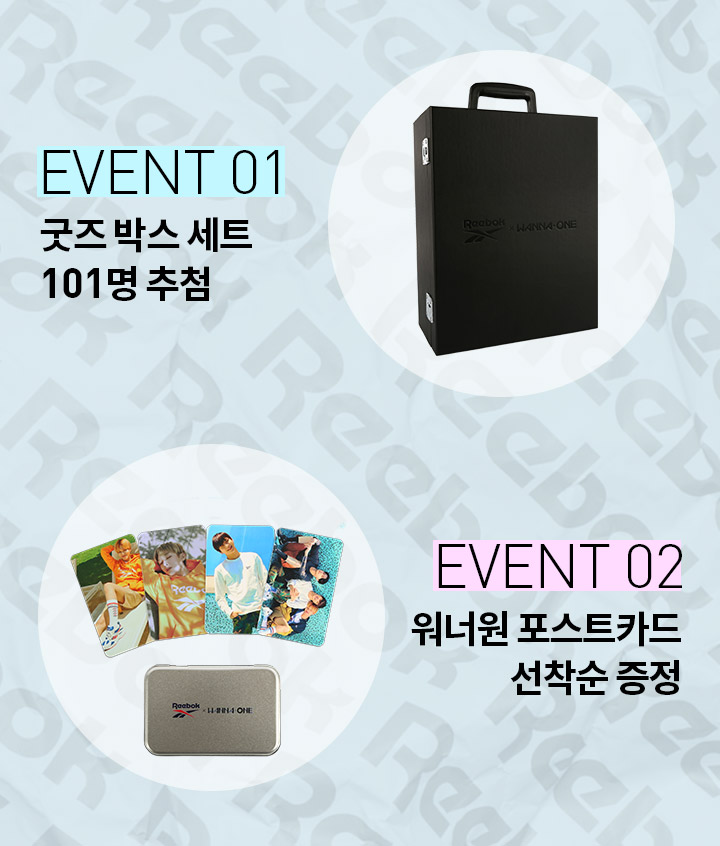 EVENT 01
굿즈 박스 세트
101명 추첨
Reebok × WANNA·ONE
EVENT 02
워너원 포스트카드
선착순 증정
Reebok × WANNA·ONE